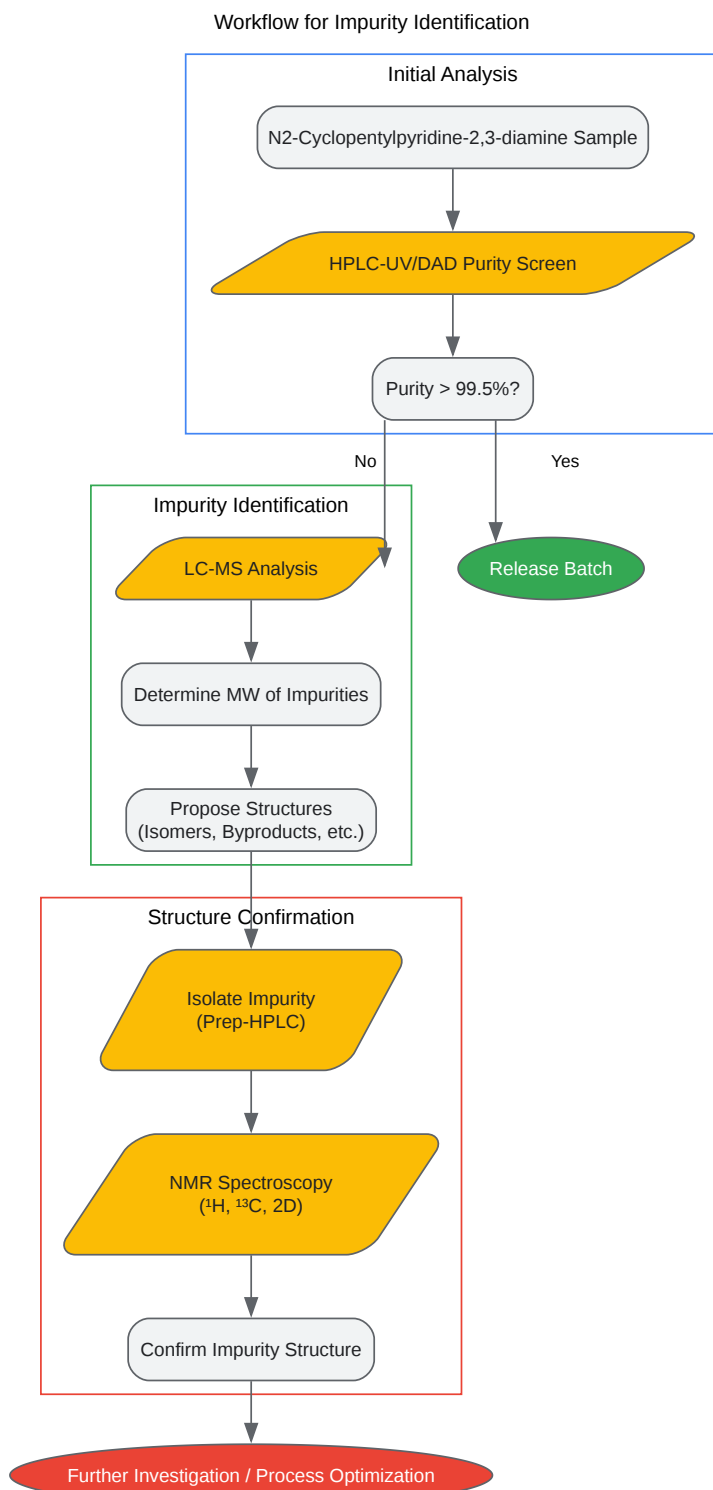 Workflow for Impurity Identification
Initial Analysis
N2-Cyclopentylpyridine-2,3-diamine Sample
HPLC-UV/DAD Purity Screen
Purity > 99.5%?
No
Yes
Impurity Identification
LC-MS Analysis
Release Batch
Determine MW of Impurities
Propose Structures
(Isomers, Byproducts, etc.)
Structure Confirmation
Isolate Impurity
(Prep-HPLC)
NMR Spectroscopy
(¹H, ¹³C, 2D)
Confirm Impurity Structure
Further Investigation / Process Optimization